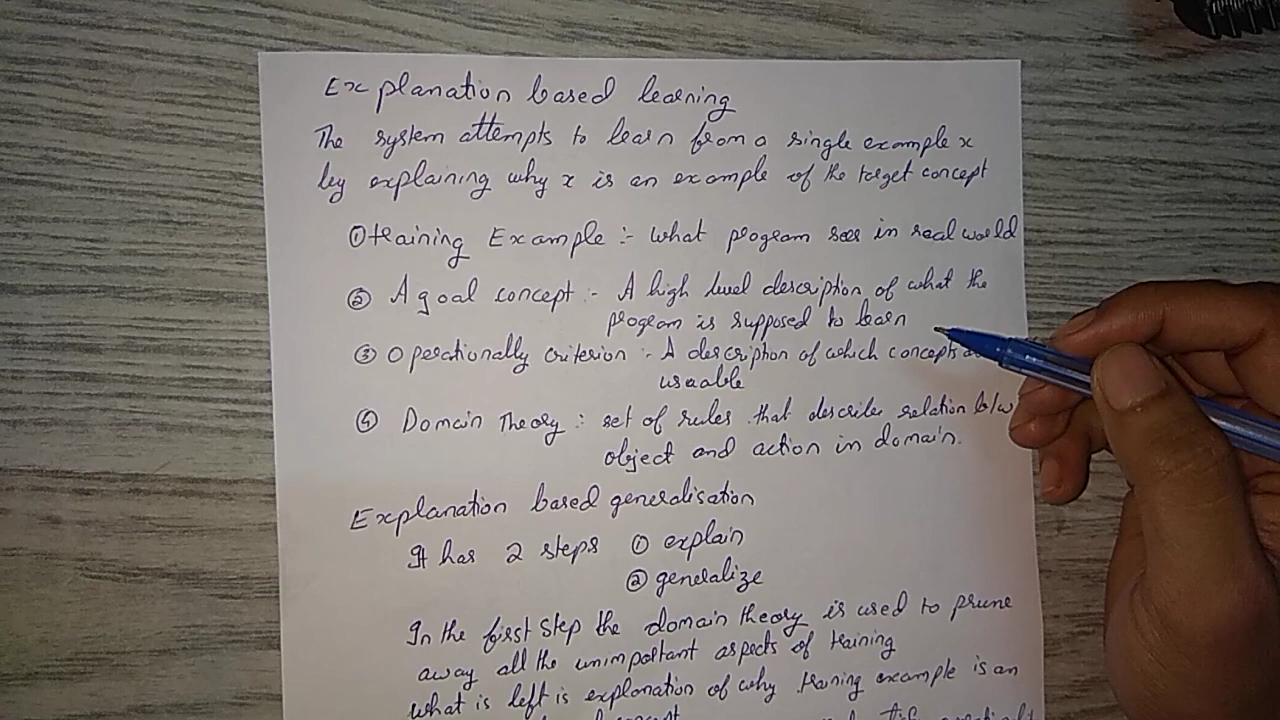 Explanation based learning
The system attempts to learn from a single example x
by explaining why x is an example of the target concept
① training Example :- what program sees in real world
② A goal concept :- A high level description of what the
program is supposed to learn
③ Operationally criterion :- A description of which concepts
usable
④ Domain Theory : set of rules that describes relation b/w
object and action in domain.
Explanation based generalisation
It has 2 steps ① explain
② generalize
In the first step the domain theory is used to prune
away all the unimportant aspects of training
what is left is explanation of why training example is an
concept